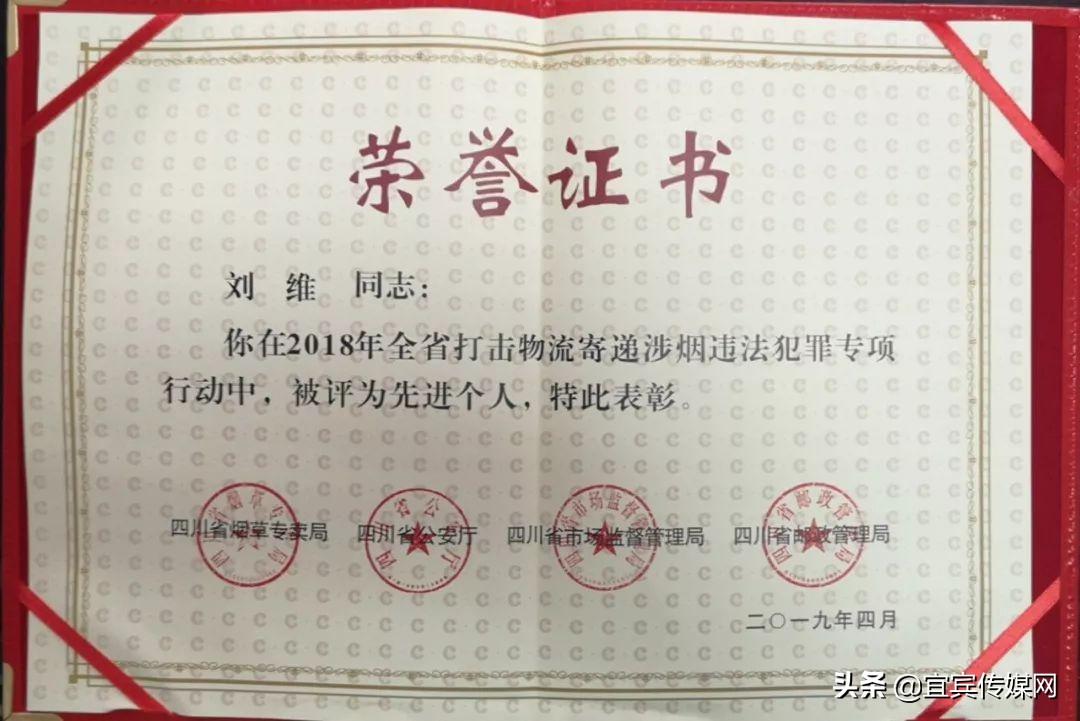 荣誉证书
刘 维 同志：
你在2018年全省打击物流寄递涉烟违法犯罪专项
行动中，被评为先进个人，特此表彰。
四川省烟草专卖局 四川省公安厅 四川省市场监督管理局 四川省邮政管理局
二〇一九年四月
头条 @宜宾传媒网